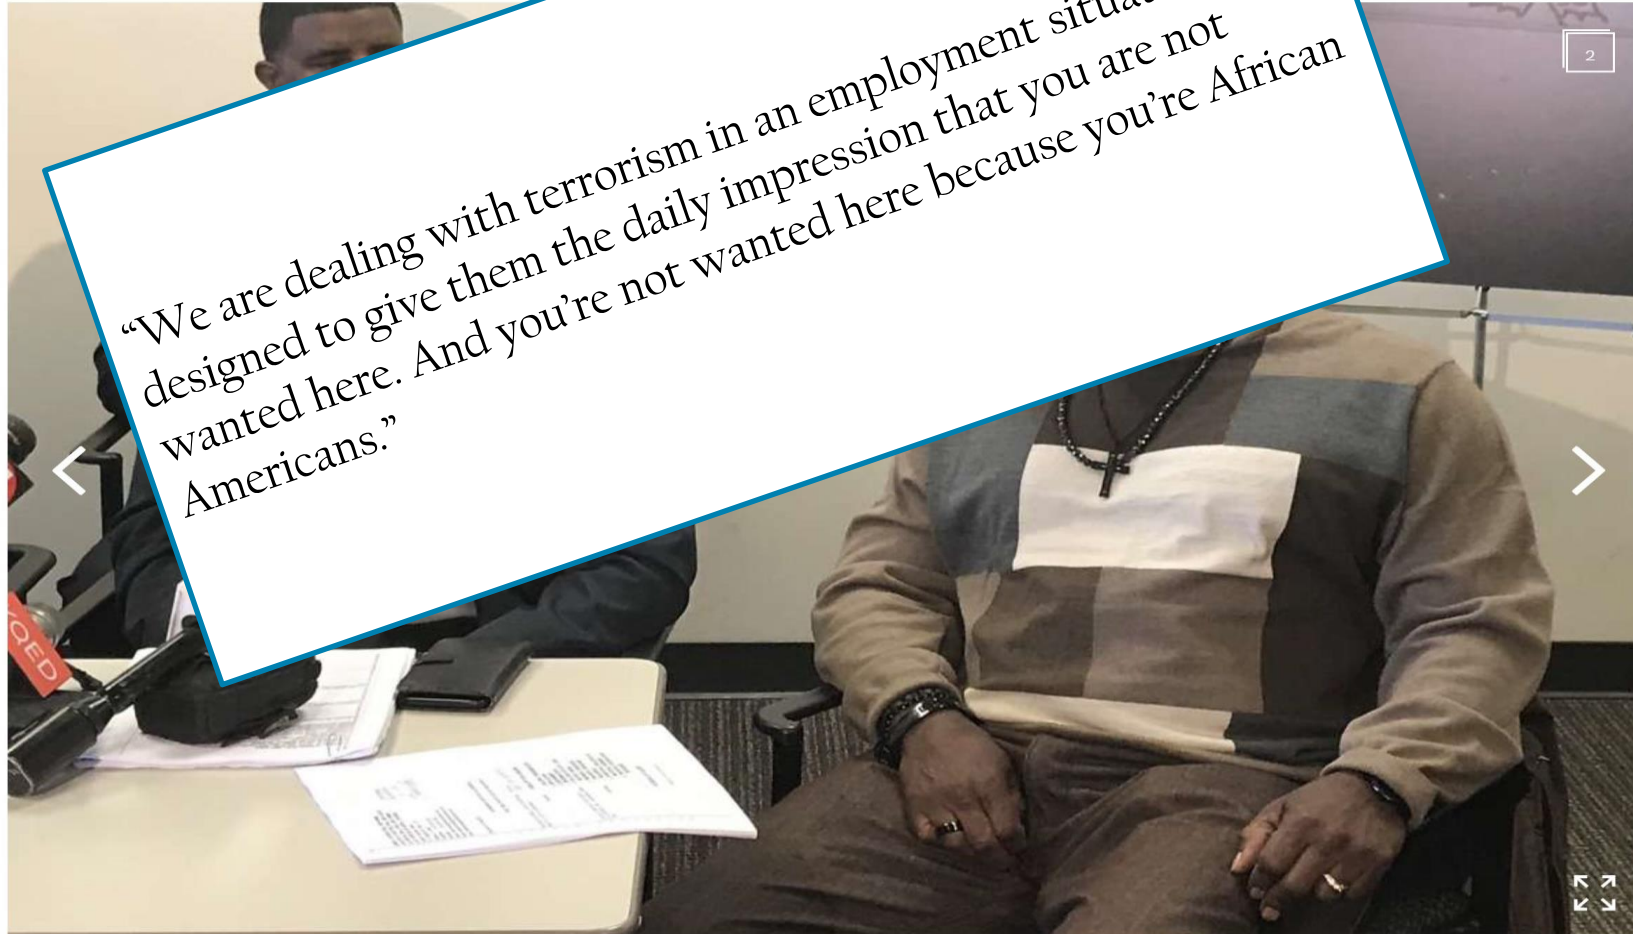 “We are dealing with terrorism in an employment
designed to give them the daily impression that you are not
wanted here. And you’re not wanted here because you’re African
Americans.”
2
QED